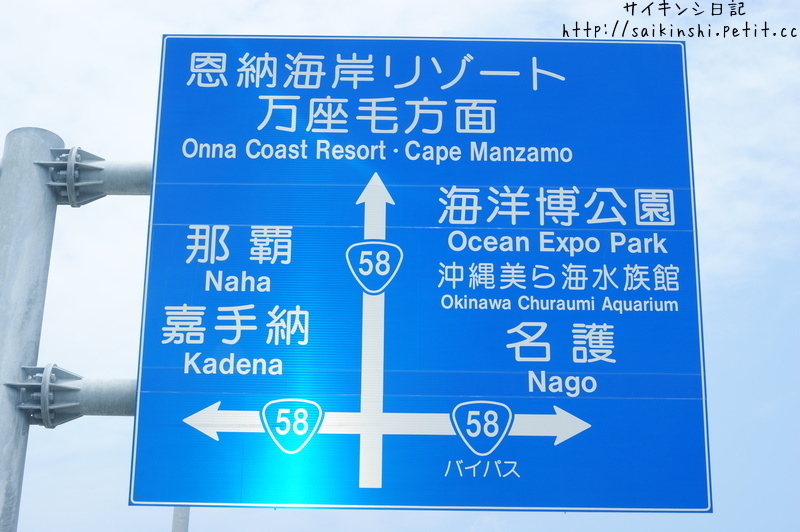 サイキンシ日記
http://saikinshi.petit.cc
恩納海岸リゾート
万座毛方面
Onna Coast Resort・Cape Manzamo
海洋博公園
Ocean Expo Park
沖縄美ら海水族館
Okinawa Churaumi Aquarium
那覇
Naha
58
嘉手納
Kadena
名護
Nago
58
58
バイパス